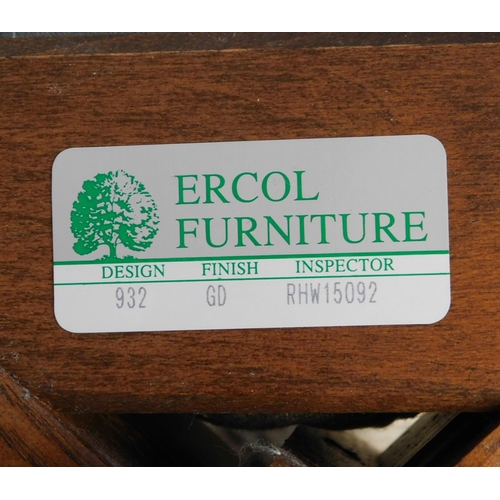 ERCOL
FURNITURE
DESIGN FINISH INSPECTOR
932 GD RHW15092